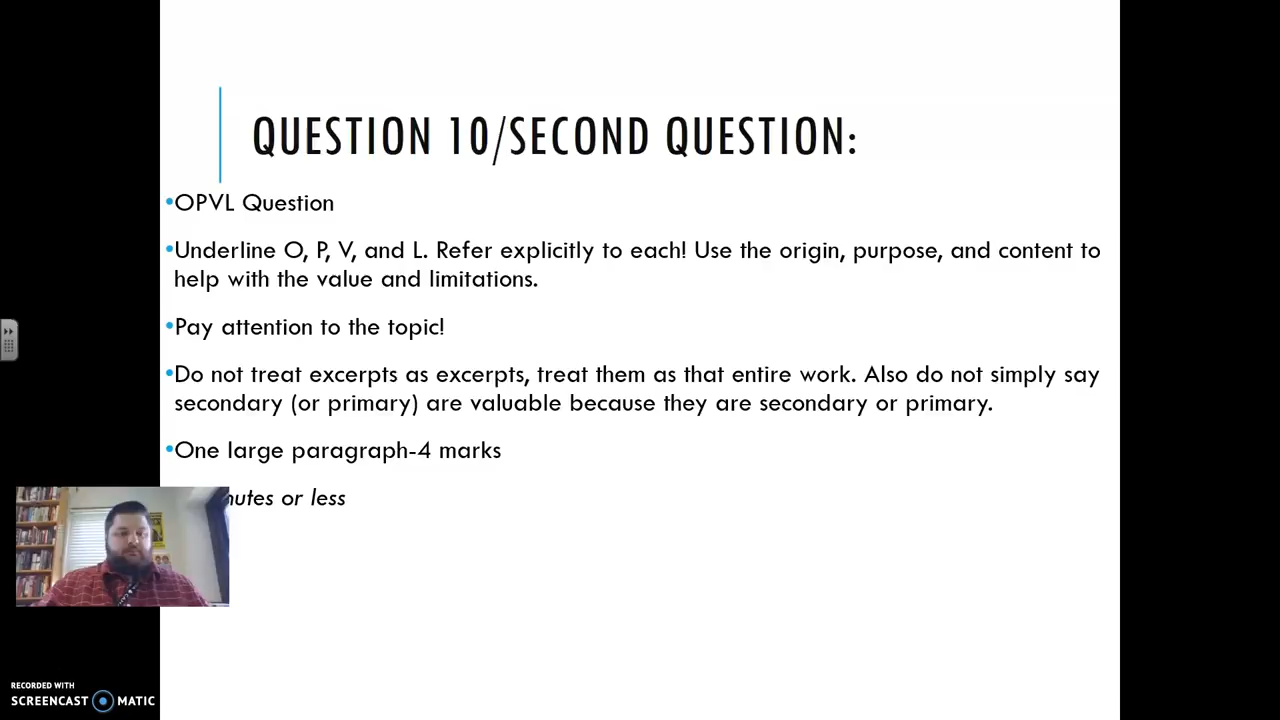 QUESTION 10/SECOND QUESTION:
•OPVL Question
•Underline O, P, V, and L. Refer explicitly to each! Use the origin, purpose, and content to
help with the value and limitations.
•Pay attention to the topic!
•Do not treat excerpts as excerpts, treat them as that entire work. Also do not simply say
secondary (or primary) are valuable because they are secondary or primary.
•One large paragraph-4 marks
or less
RECORDED WITH
SCREENCAST MATIC